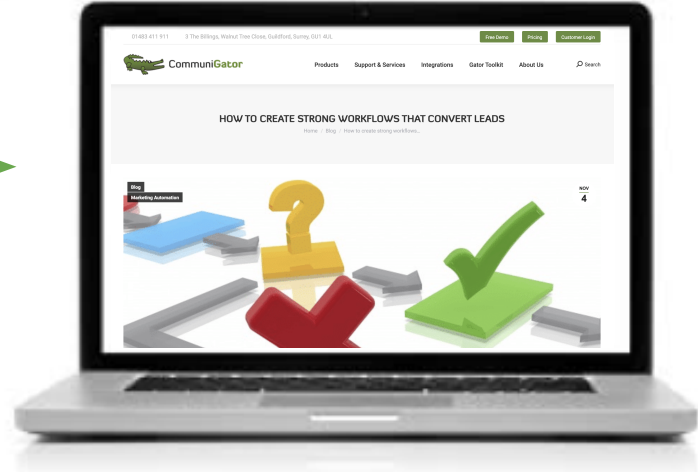 01483 411 911 3 The Billings, Walnut Tree Close, Guildford, Surrey, GU1 4UL
Free Demo Pricing Customer Login
CommuniGator Products Support & Services Integrations Gator Toolkit About Us Search
HOW TO CREATE STRONG WORKFLOWS THAT CONVERT LEADS
Home / Blog / How to create strong workflows…
Blog
Marketing Automation
NOV
4